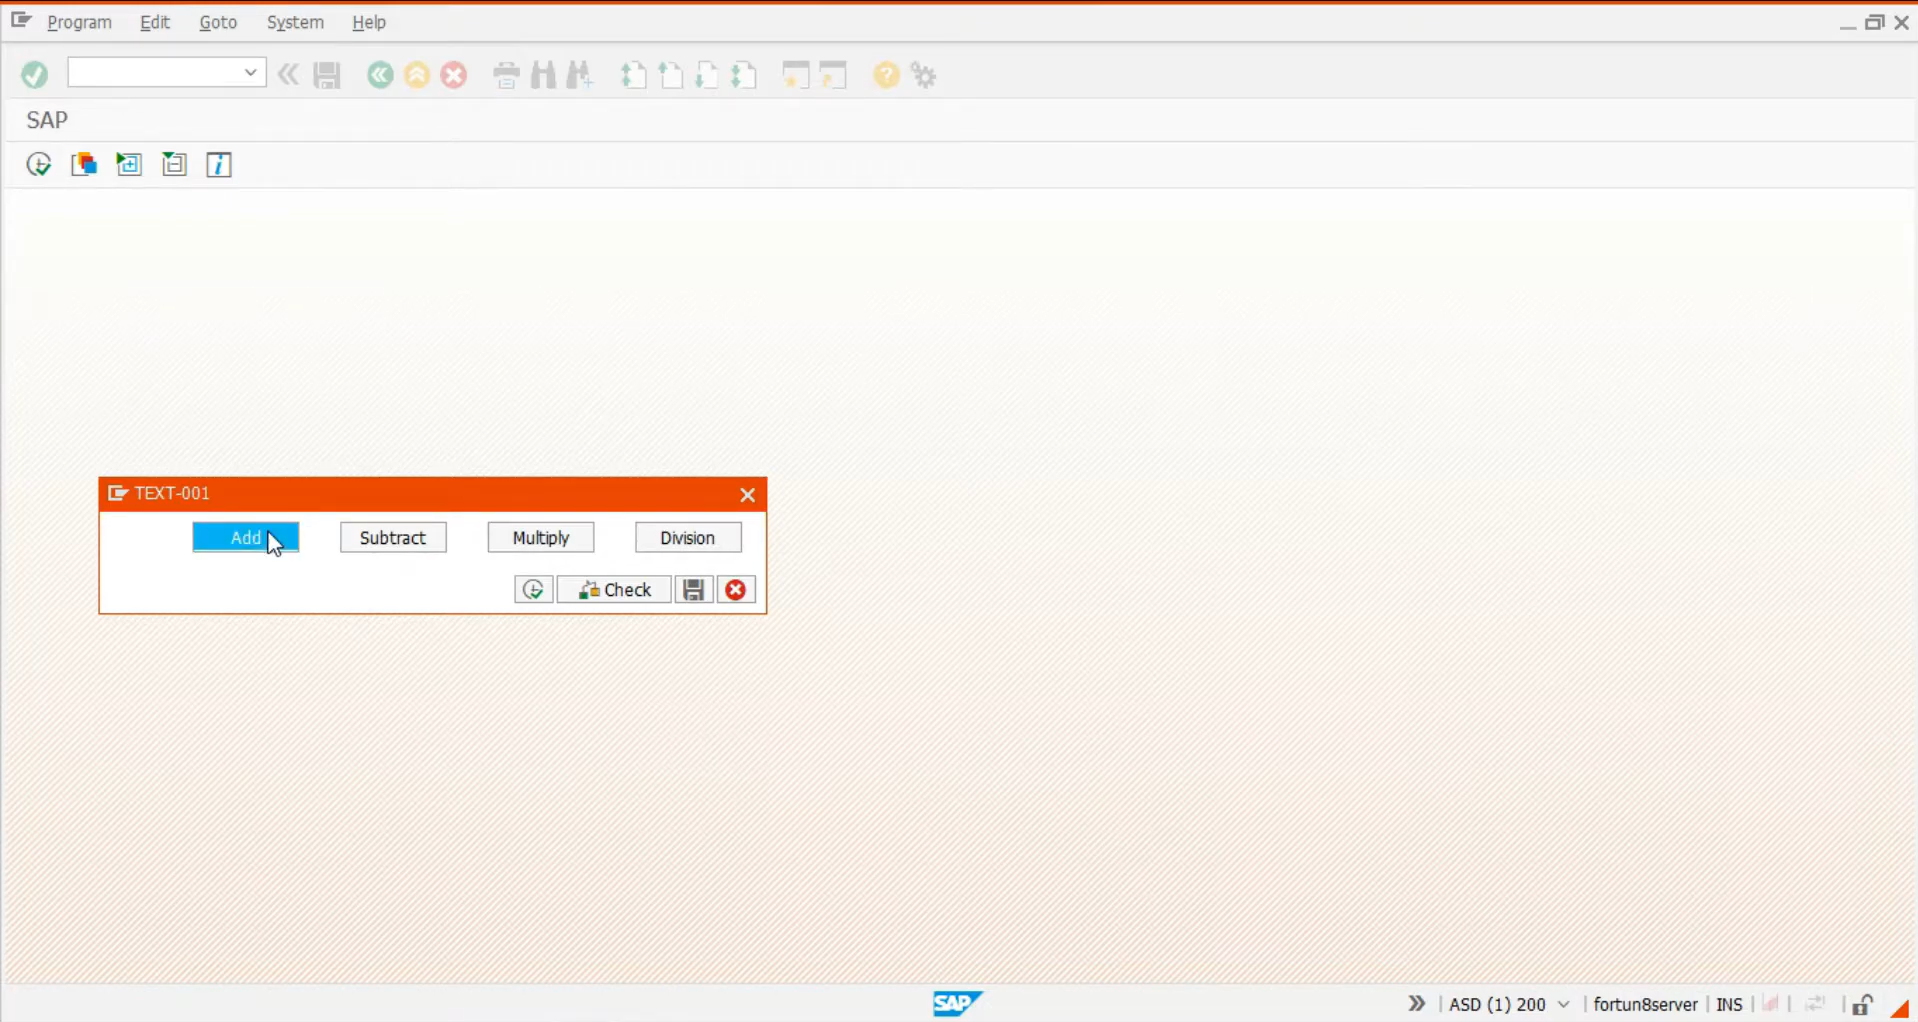 Program Edit Goto System Help
SAP
TEXT-001
Add Subtract Multiply Division
Check
SAP ASD (1) 200 fortun8server INS